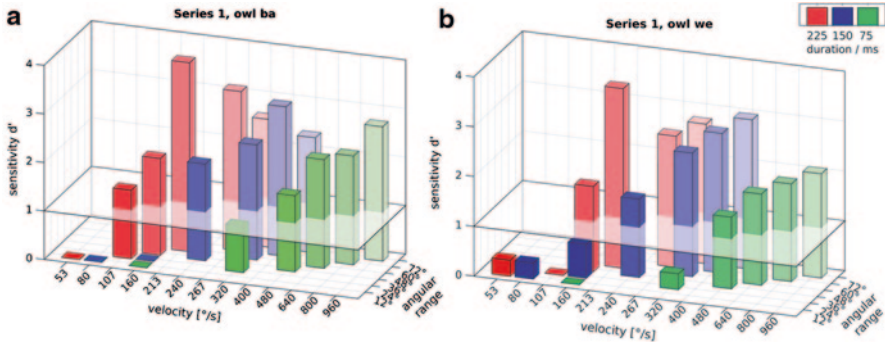 a
Series 1, owl ba
4
3
2
1
0
sensitivity d'
53
80
107
160
213
240
267
320
400
480
640
800
960
velocity [°/s]
angular
range
b
Series 1, owl we
225 150 75
duration / ms
4
3
2
1
0
sensitivity d'
53
80
107
160
213
240
267
320
400
480
640
800
960
velocity [°/s]
angular
range